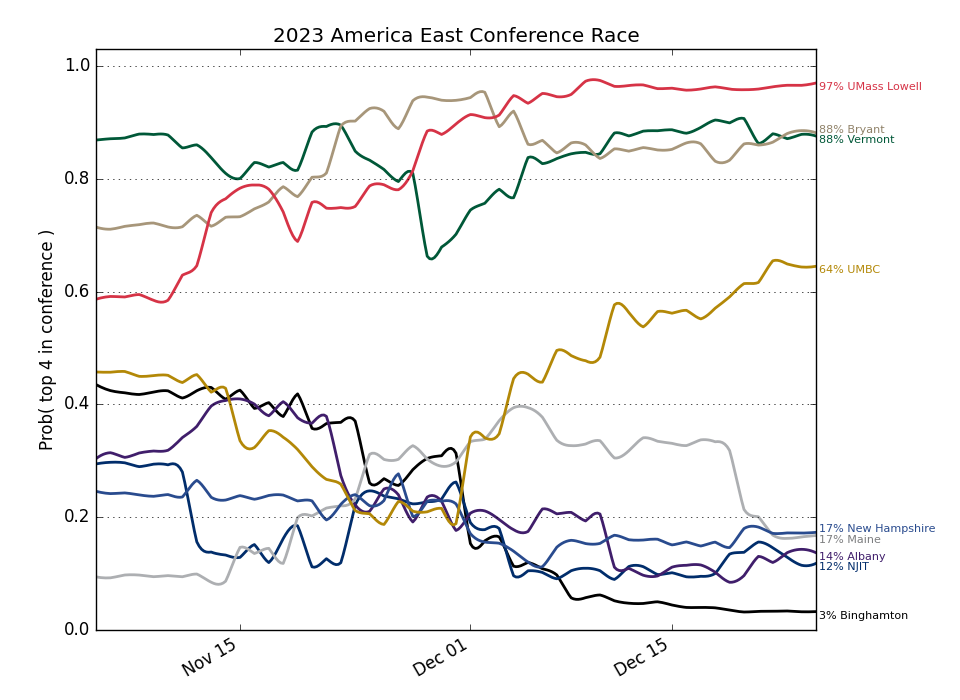 2023 America East Conference Race
Prob( top 4 in conference )
1.0
0.8
0.6
0.4
0.2
0.0
Nov 15
Dec 01
Dec 15
97% UMass Lowell
88% Bryant
88% Vermont
64% UMBC
17% New Hampshire
17% Maine
14% Albany
12% NJIT
3% Binghamton